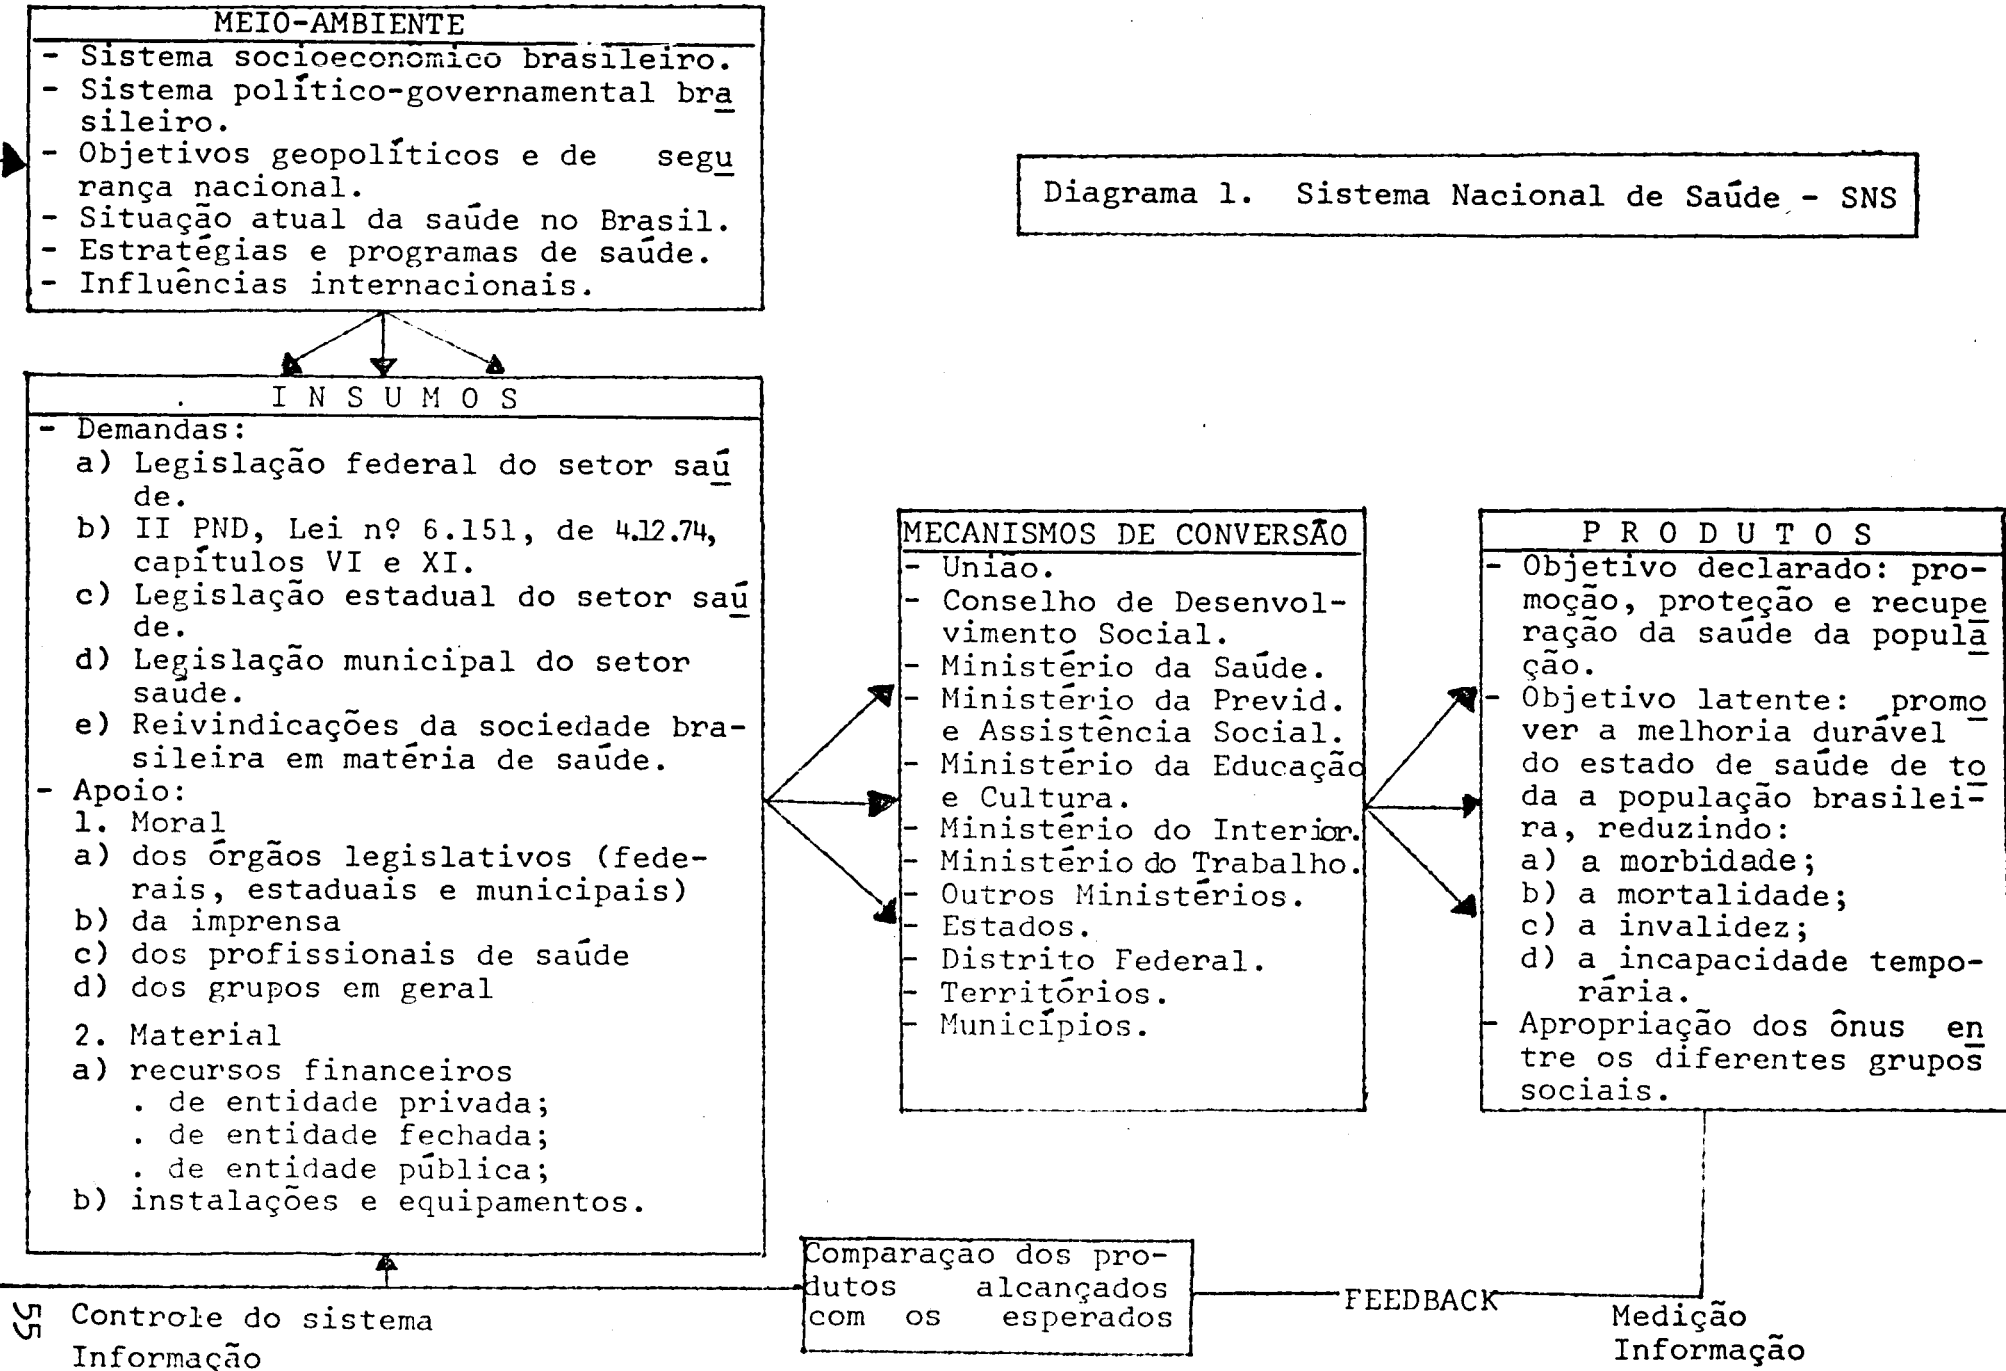 MEIO-AMBIENTE
- Sistema socioeconomico brasileiro.
- Sistema político-governamental bra
sileiro.
- Objetivos geopolíticos e de segu
rança nacional.
- Situação atual da saúde no Brasil.
- Estratégias e programas de saúde.
- Influências internacionais.
Diagrama 1. Sistema Nacional de Saúde - SNS
I N S U M O S
- Demandas:
a) Legislação federal do setor saú
de.
b) II PND, Lei nº 6.151, de 4.12.74,
capítulos VI e XI.
c) Legislação estadual do setor saú
de.
d) Legislação municipal do setor
saúde.
e) Reivindicações da sociedade bra-
sileira em matéria de saúde.
- Apoio:
1. Moral
a) dos órgãos legislativos (fede-
rais, estaduais e municipais)
b) da imprensa
c) dos profissionais de saúde
d) dos grupos em geral
2. Material
a) recursos financeiros
. de entidade privada;
. de entidade fechada;
. de entidade pública;
b) instalações e equipamentos.
MECANISMOS DE CONVERSÃO
- União.
- Conselho de Desenvol-
vimento Social.
- Ministério da Saúde.
- Ministério da Previd.
e Assistência Social.
- Ministério da Educação
e Cultura.
- Ministério do Interior.
- Ministério do Trabalho.
- Outros Ministérios.
- Estados.
- Distrito Federal.
- Territórios.
- Municípios.
P R O D U T O S
- Objetivo declarado: pro-
moção, proteção e recupe
ração da saúde da popula
ção.
- Objetivo latente: promo
ver a melhoria durável
do estado de saúde de to
da a população brasilei-
ra, reduzindo:
a) a morbidade;
b) a mortalidade;
c) a invalidez;
d) a incapacidade tempo-
rária.
- Apropriação dos ônus en
tre os diferentes grupos
sociais.
Comparação dos pro-
dutos alcançados
com os esperados
FEEDBACK
Medição
Informação
Controle do sistema
Informação
55